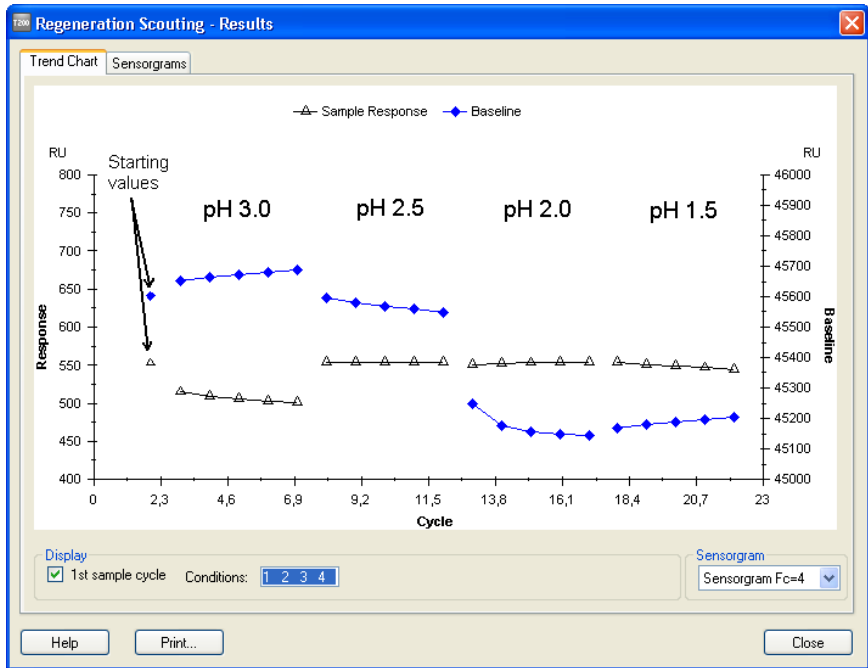 T200 Regeneration Scouting - Results
Trend Chart Sensorgrams
Sample Response Baseline
RU RU
Starting
values
pH 3.0 pH 2.5 pH 2.0 pH 1.5
800 46000
750 45900
45800
700
45700
650 45600
600 45500
550 45400
45300
500
45200
450 45100
400 45000
Response
Baseline
0 2,3 4,6 6,9 9,2 11,5 13,8 16,1 18,4 20,7 23
Cycle
Display Sensorgram
1st sample cycle Conditions: 1 2 3 4 Sensorgram Fc=4
Help Print... Close